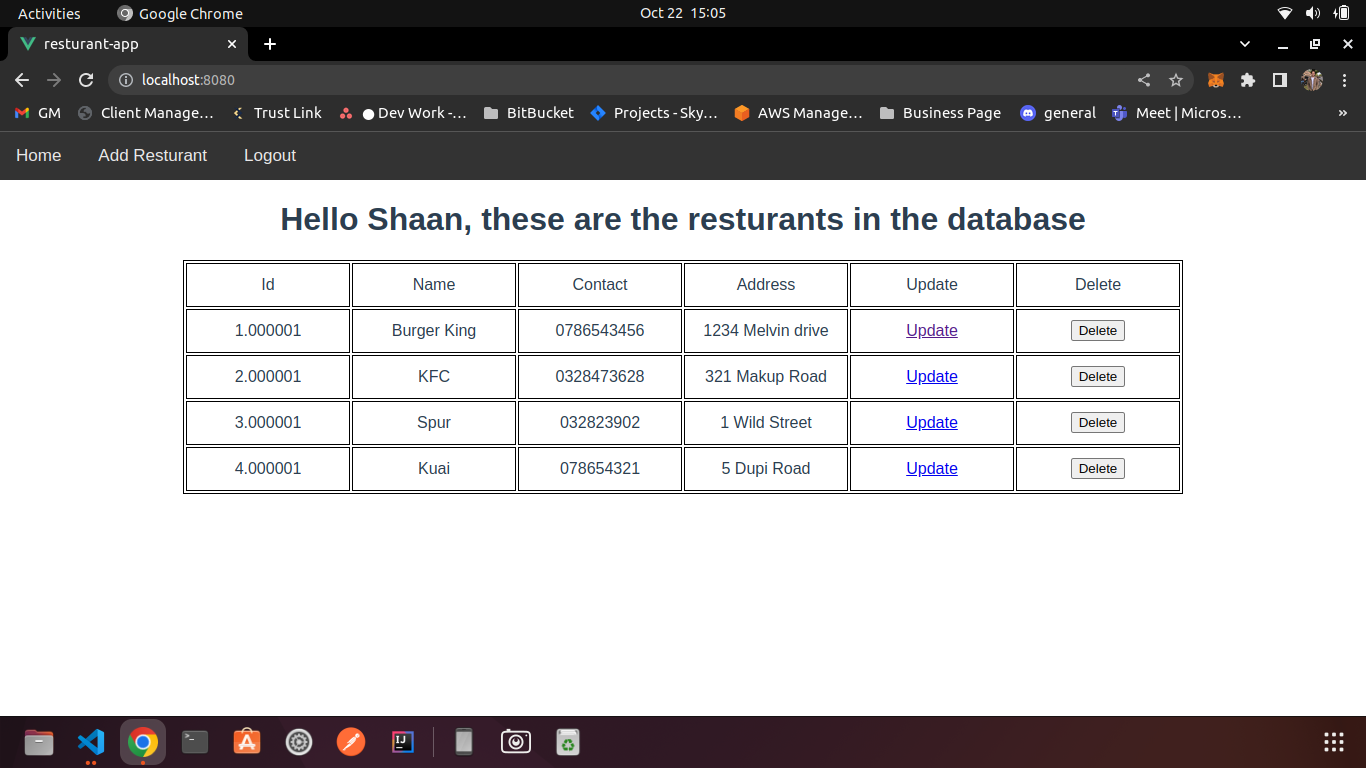 Activities Google Chrome Oct 22 15:05
resturant-app
localhost:8080
GM Client Manage... Trust Link Dev Work -... BitBucket Projects - Sky... AWS Manage... Business Page general Meet | Micros... »
Home Add Resturant Logout
Hello Shaan, these are the resturants in the database
Id Name Contact Address Update Delete
1.000001 Burger King 0786543456 1234 Melvin drive Update Delete
2.000001 KFC 0328473628 321 Makup Road Update Delete
3.000001 Spur 032823902 1 Wild Street Update Delete
4.000001 Kuai 078654321 5 Dupi Road Update Delete
IJ